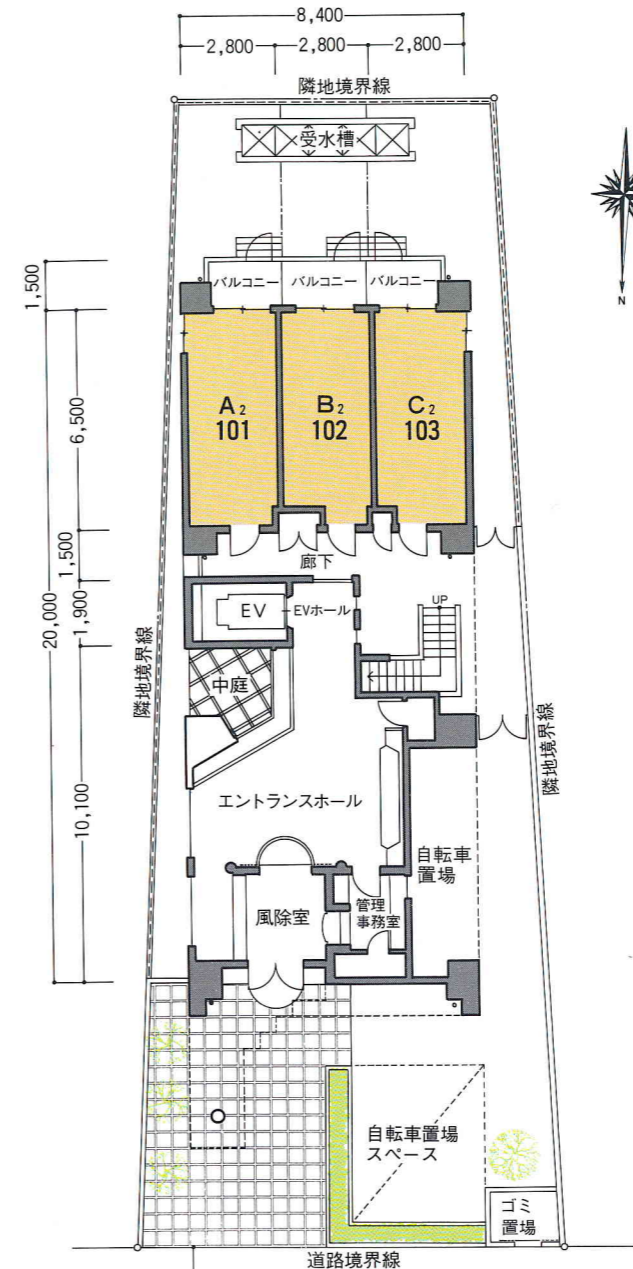 8,400
2,800
2,800
2,800
隣地境界線
受水槽
N
1,500
バルコニー
バルコニー
バルコニー
6,500
A2
101
B2
102
C2
103
1,500
廊下
20,000
1,900
EV
EVホール
UP
中庭
隣地境界線
隣地境界線
10,100
エントランスホール
自転車
置場
風除室
管理
事務室
自転車置場
スペース
ゴミ
置場
道路境界線